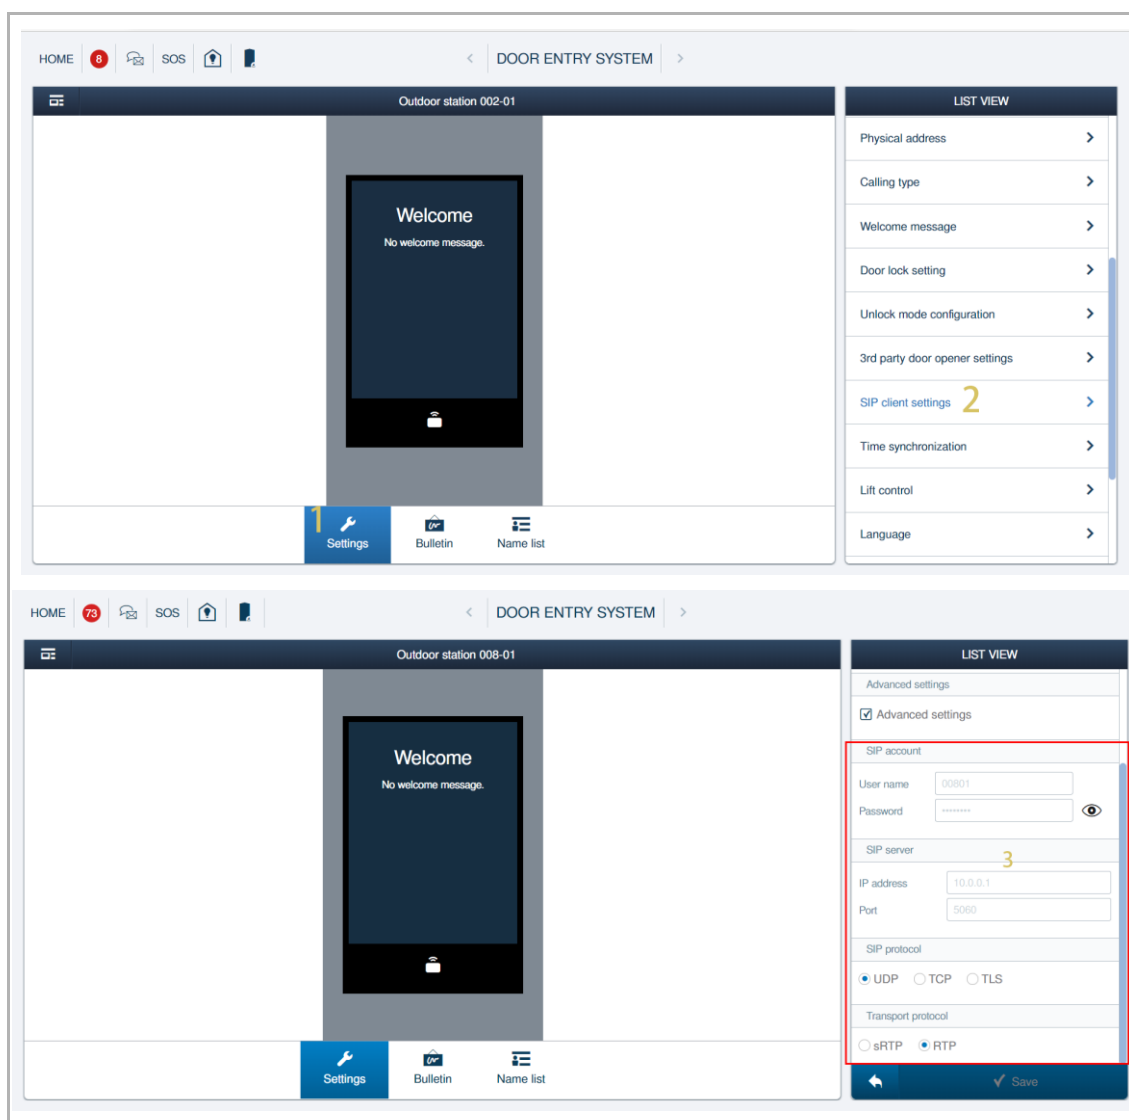 HOME 8 SOS < DOOR ENTRY SYSTEM >
Outdoor station 002-01
LIST VIEW
Welcome
No welcome message.
Physical address
Calling type
Welcome message
Door lock setting
Unlock mode configuration
3rd party door opener settings
SIP client settings 2
Time synchronization
Lift control
Language
1
Settings Bulletin Name list
HOME 73 SOS < DOOR ENTRY SYSTEM >
Outdoor station 008-01
LIST VIEW
Welcome
No welcome message.
Advanced settings
Advanced settings
SIP account
User name 00801
Password ********
SIP server
3
IP address 10.0.0.1
Port 5060
SIP protocol
UDP TCP TLS
Transport protocol
sRTP RTP
Settings Bulletin Name list
Save